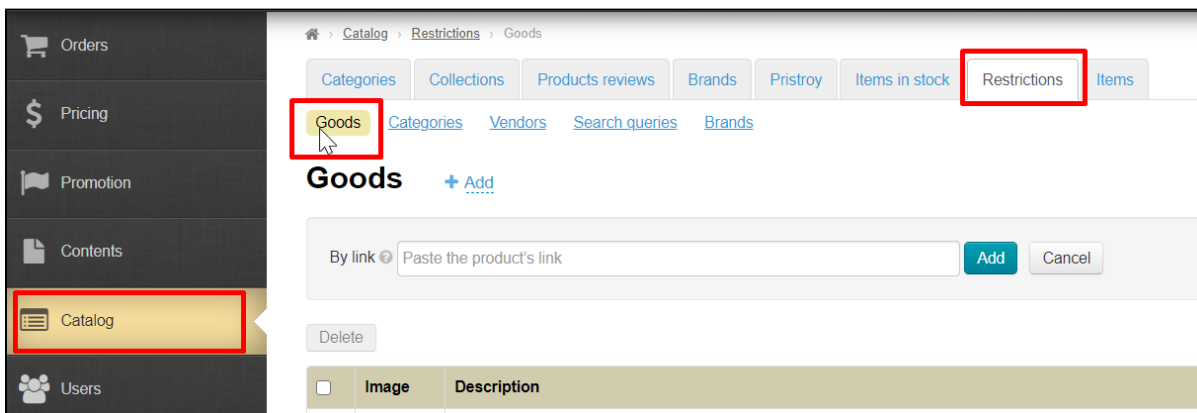 Orders
Pricing
Promotion
Contents
Catalog
Users
Catalog › Restrictions › Goods
Categories Collections Products reviews Brands Pristroy Items in stock Restrictions Items
Goods Categories Vendors Search queries Brands
Goods + Add
By link ? Paste the product's link Add Cancel
Delete
Image Description